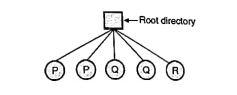 Root directory
P P Q Q R